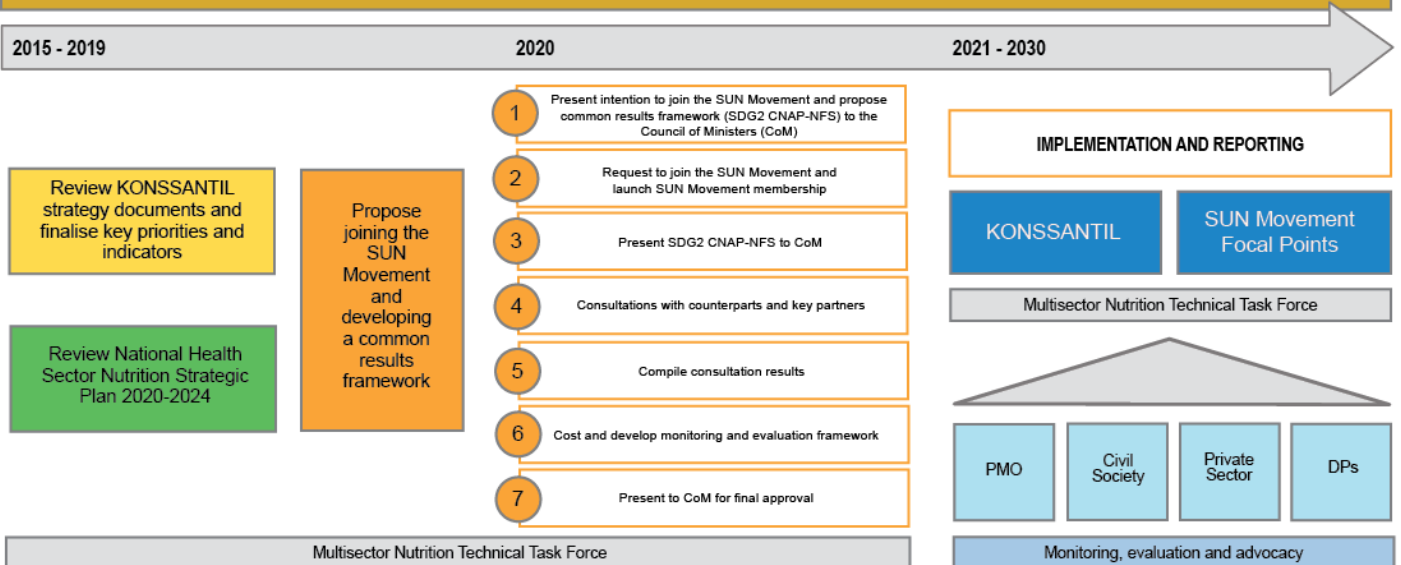 2015 - 2019
2020
2021 - 2030
Review KONSSANTIL
strategy documents and
finalise key priorities and
indicators
Review National Health
Sector Nutrition Strategic
Plan 2020-2024
Propose
joining the
SUN
Movement
and
developing
a common
results
framework
1
Present intention to join the SUN Movement and propose
common results framework (SDG2 CNAP-NFS) to the
Council of Ministers (CoM)
2
Request to join the SUN Movement and
launch SUN Movement membership
3
Present SDG2 CNAP-NFS to CoM
4
Consultations with counterparts and key partners
5
Compile consultation results
6
Cost and develop monitoring and evaluation framework
7
Present to CoM for final approval
Multisector Nutrition Technical Task Force
IMPLEMENTATION AND REPORTING
KONSSANTIL
SUN Movement
Focal Points
Multisector Nutrition Technical Task Force
PMO
Civil
Society
Private
Sector
DPs
Monitoring, evaluation and advocacy